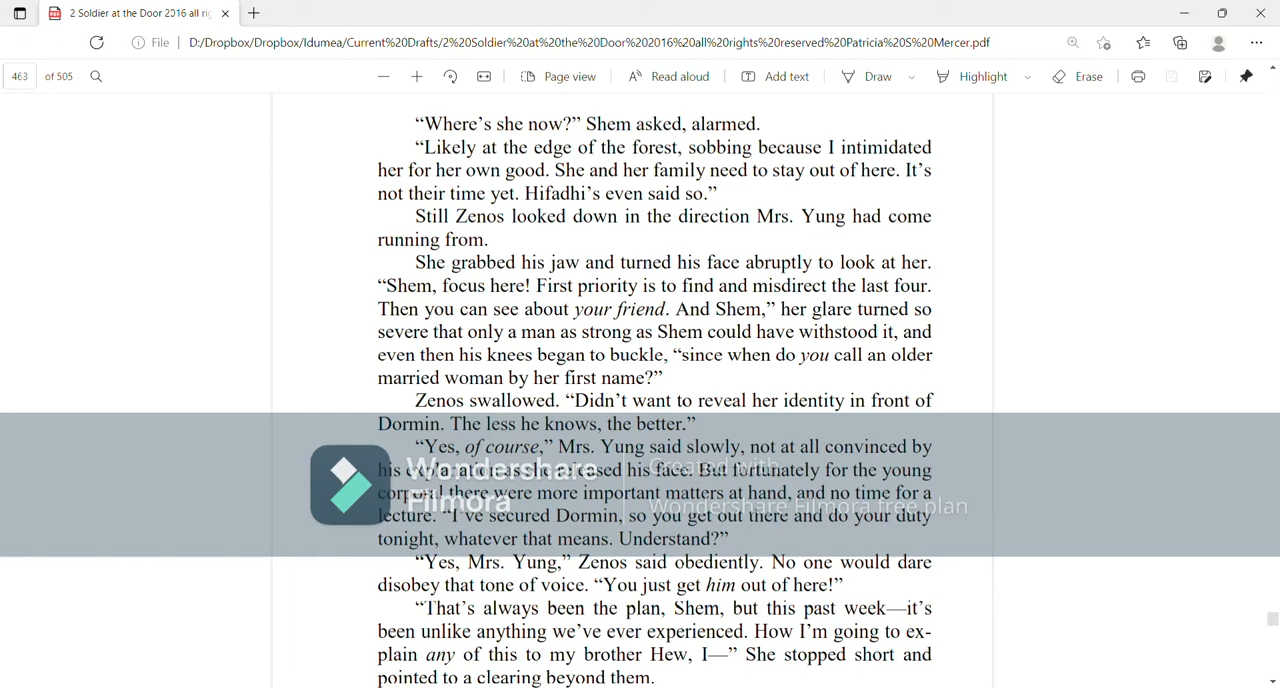 2 Soldier at the Door 2016 all ri
File
D:/Dropbox/Dropbox/Idumea/Current%20Drafts/2%20Soldier%20at%20the%20Door%202016%20all%20rights%20reserved%20Patricia%20S%20Mercer.pdf
463 of 505 Page view Read aloud Add text Draw Highlight Erase
“Where’s she now?” Shem asked, alarmed.
“Likely at the edge of the forest, sobbing because I intimidated
her for her own good. She and her family need to stay out of here. It’s
not their time yet. Hifadhi’s even said so.”
Still Zenos looked down in the direction Mrs. Yung had come
running from.
She grabbed his jaw and turned his face abruptly to look at her.
“Shem, focus here! First priority is to find and misdirect the last four.
Then you can see about your friend. And Shem,” her glare turned so
severe that only a man as strong as Shem could have withstood it, and
even then his knees began to buckle, “since when do you call an older
married woman by her first name?”
Zenos swallowed. “Didn’t want to reveal her identity in front of
Dormin. The less he knows, the better.”
“Yes, of course,” Mrs. Yung said slowly, not at all convinced by
his explanation as she released his face. But fortunately for the young
corporal there were more important matters at hand, and no time for a
lecture. “I’ve secured Dormin, so you get out there and do your duty
tonight, whatever that means. Understand?”
“Yes, Mrs. Yung,” Zenos said obediently. No one would dare
disobey that tone of voice. “You just get him out of here!”
“That’s always been the plan, Shem, but this past week—it’s
been unlike anything we’ve ever experienced. How I’m going to ex-
plain any of this to my brother Hew, I—” She stopped short and
pointed to a clearing beyond them.
Wondershare
Filmora
Created with
Wondershare Filmora free plan